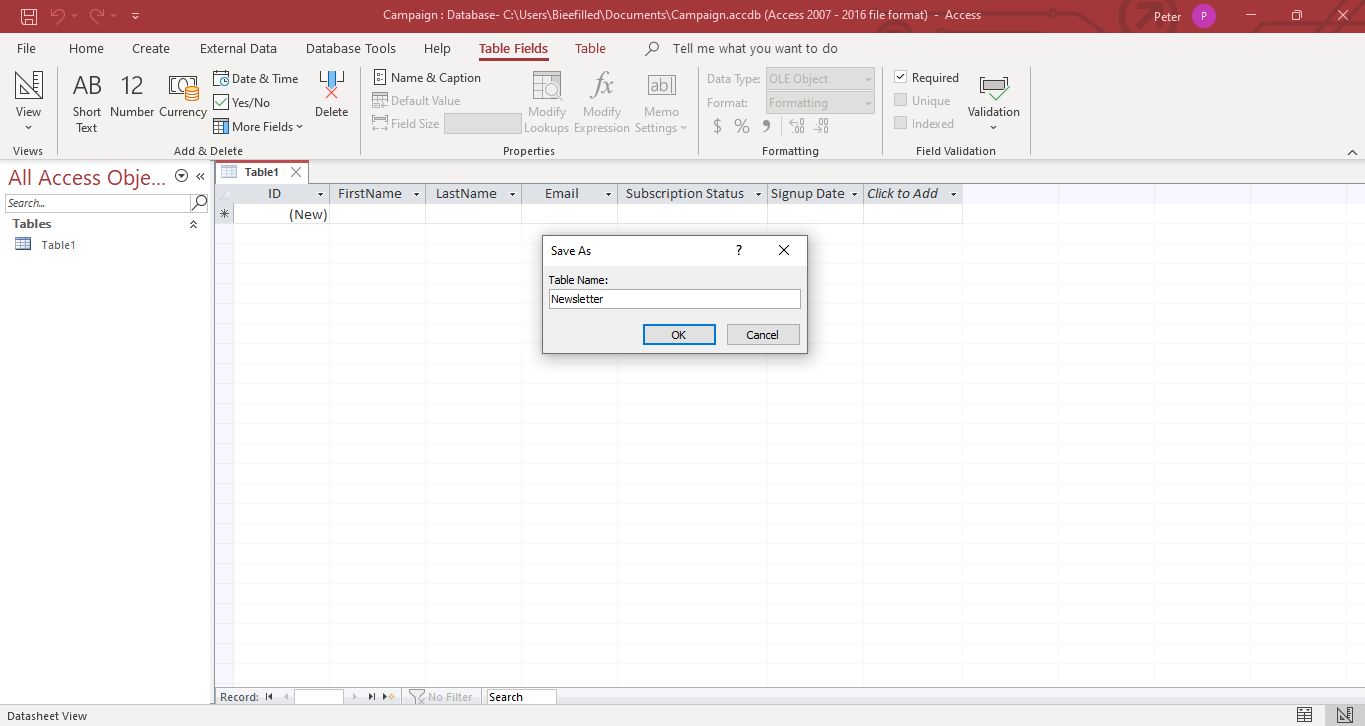 Campaign : Database- C:\Users\Bieefilled\Documents\Campaign.accdb (Access 2007 - 2016 file format) - Access
Peter P
File Home Create External Data Database Tools Help Table Fields Table Tell me what you want to do
View
Views
AB
Short
Text
12
Number
Currency
Date & Time
Yes/No
More Fields
Delete
Add & Delete
Name & Caption
Default Value
Field Size
Modify
Lookups
fx
Modify
Expression
ab
Memo
Settings
Properties
Data Type: OLE Object
Format: Formatting
$ % , .00 .00
Formatting
Required
Unique
Indexed
Validation
Field Validation
All Access Obje...
Search...
Tables
Table1
Table1
ID FirstName LastName Email Subscription Status Signup Date Click to Add
(New)
Save As ?
Table Name:
Newsletter
OK Cancel
Record: No Filter Search
Datasheet View